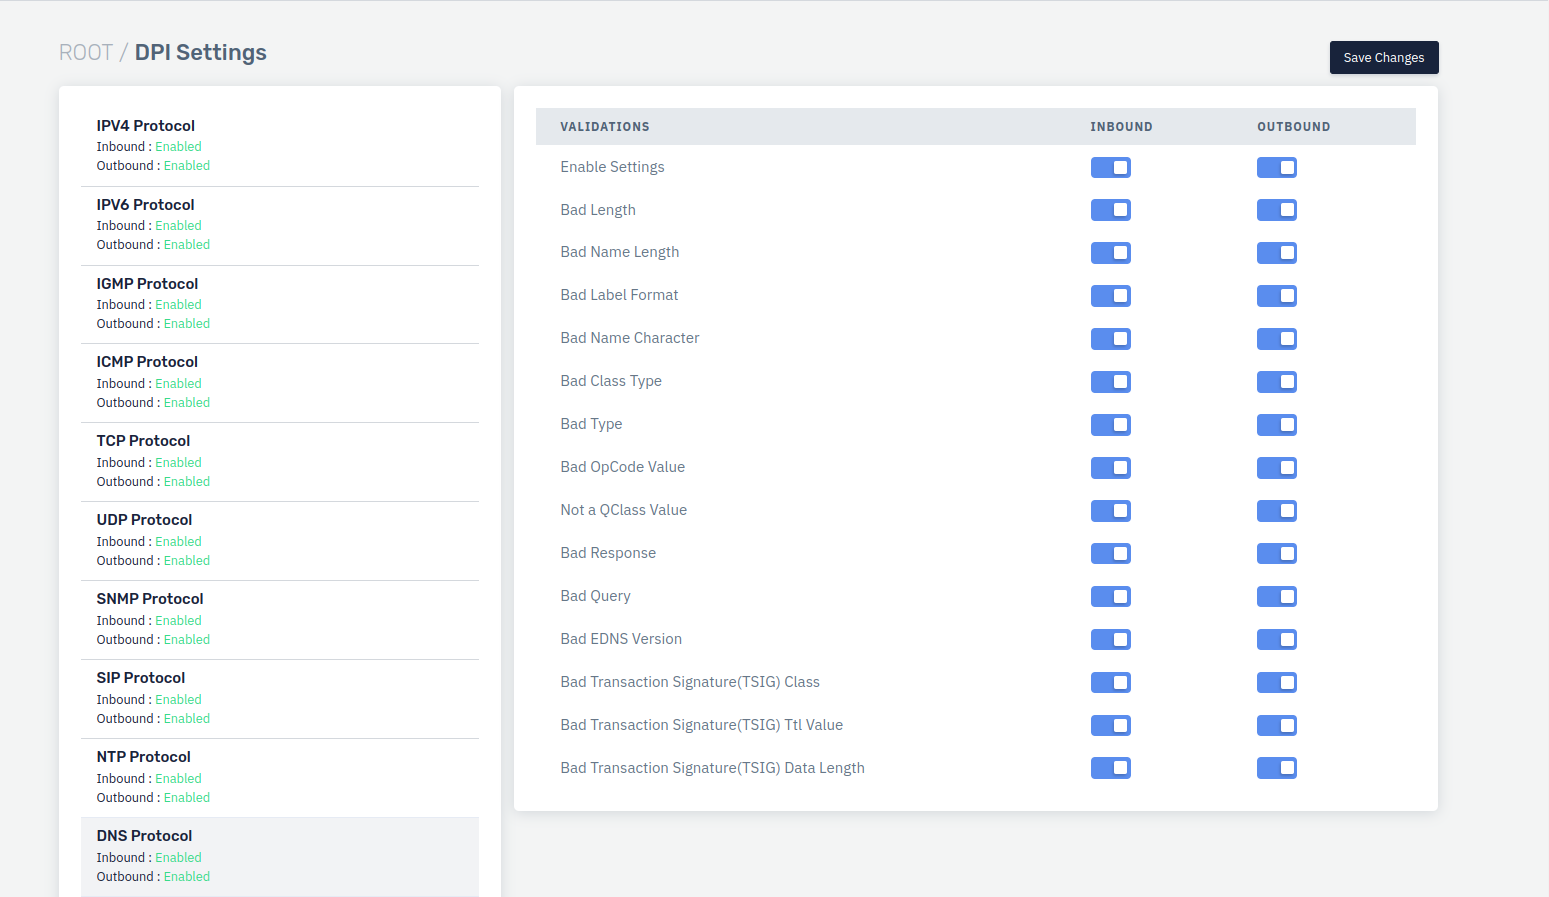 ROOT / DPI Settings
Save Changes
IPV4 Protocol
Inbound : Enabled
Outbound : Enabled
IPV6 Protocol
Inbound : Enabled
Outbound : Enabled
IGMP Protocol
Inbound : Enabled
Outbound : Enabled
ICMP Protocol
Inbound : Enabled
Outbound : Enabled
TCP Protocol
Inbound : Enabled
Outbound : Enabled
UDP Protocol
Inbound : Enabled
Outbound : Enabled
SNMP Protocol
Inbound : Enabled
Outbound : Enabled
SIP Protocol
Inbound : Enabled
Outbound : Enabled
NTP Protocol
Inbound : Enabled
Outbound : Enabled
DNS Protocol
Inbound : Enabled
Outbound : Enabled
VALIDATIONS INBOUND OUTBOUND
Enable Settings
Bad Length
Bad Name Length
Bad Label Format
Bad Name Character
Bad Class Type
Bad Type
Bad OpCode Value
Not a QClass Value
Bad Response
Bad Query
Bad EDNS Version
Bad Transaction Signature(TSIG) Class
Bad Transaction Signature(TSIG) Ttl Value
Bad Transaction Signature(TSIG) Data Length